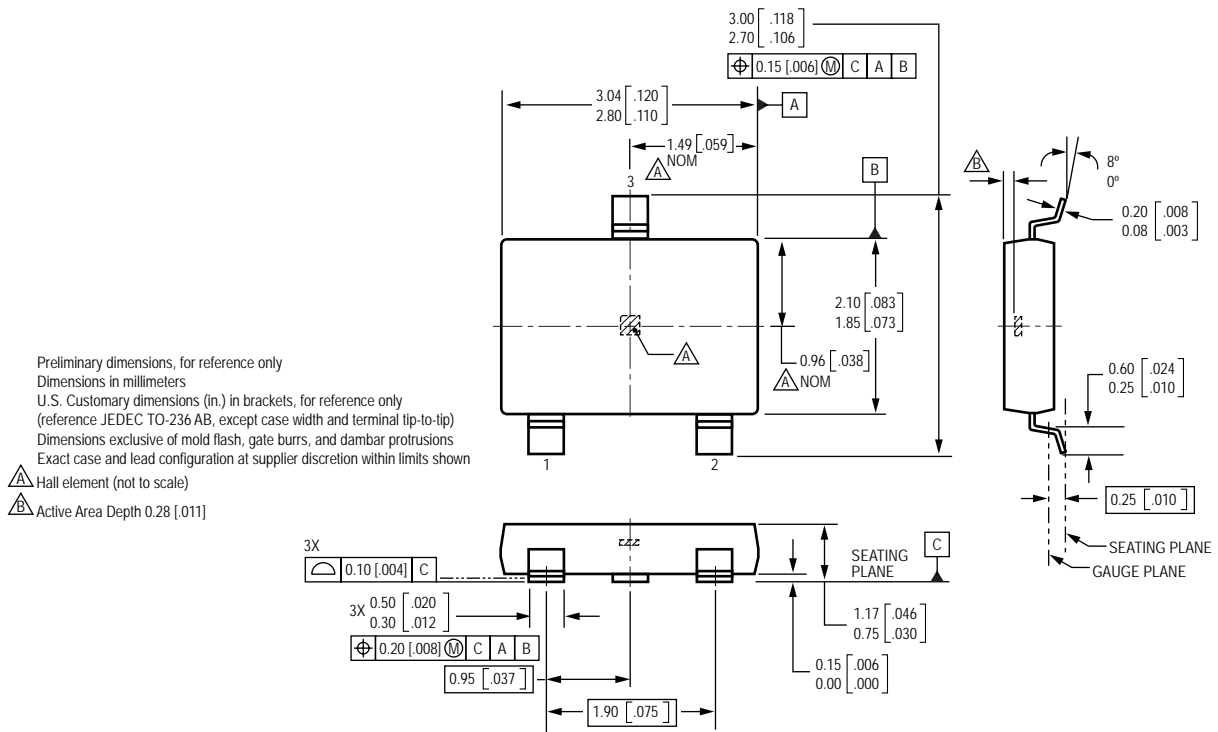 3.00 [ .118
2.70 [ .106 ]
⌖ 0.15 [.006] Ⓜ C A B
3.04 [ .120
2.80 [ .110 ]
A
1.49 [ .059 ]
A NOM
3
B
B
8º
0º
0.20 [ .008
0.08 [ .003 ]
2.10 [ .083
1.85 [ .073 ]
A
0.96 [ .038 ]
A NOM
0.60 [ .024
0.25 [ .010 ]
Preliminary dimensions, for reference only
Dimensions in millimeters
U.S. Customary dimensions (in.) in brackets, for reference only
(reference JEDEC TO-236 AB, except case width and terminal tip-to-tip)
Dimensions exclusive of mold flash, gate burrs, and dambar protrusions
Exact case and lead configuration at supplier discretion within limits shown
A Hall element (not to scale)
B Active Area Depth 0.28 [.011]
1
2
0.25 [ .010 ]
SEATING PLANE
GAUGE PLANE
3X
⌓ 0.10 [.004] C
SEATING
PLANE
C
3X 0.50 [ .020
0.30 [ .012 ]
⌖ 0.20 [.008] Ⓜ C A B
1.17 [ .046
0.75 [ .030 ]
0.95 [ .037 ]
0.15 [ .006
0.00 [ .000 ]
1.90 [ .075 ]